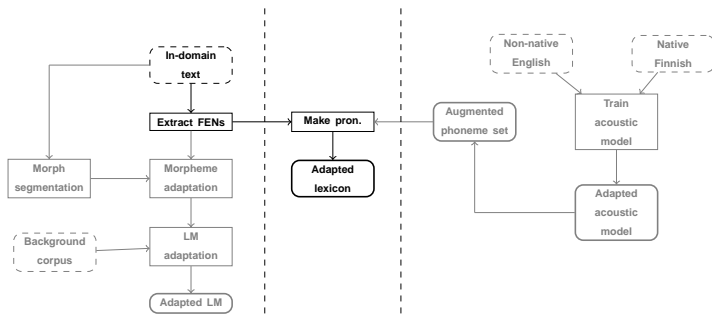 In-domain
text
Extract FENs
Morph
segmentation
Morpheme
adaptation
Background
corpus
LM
adaptation
Adapted LM
Make pron.
Adapted
lexicon
Non-native
English
Native
Finnish
Augmented
phoneme set
Train
acoustic
model
Adapted
acoustic
model